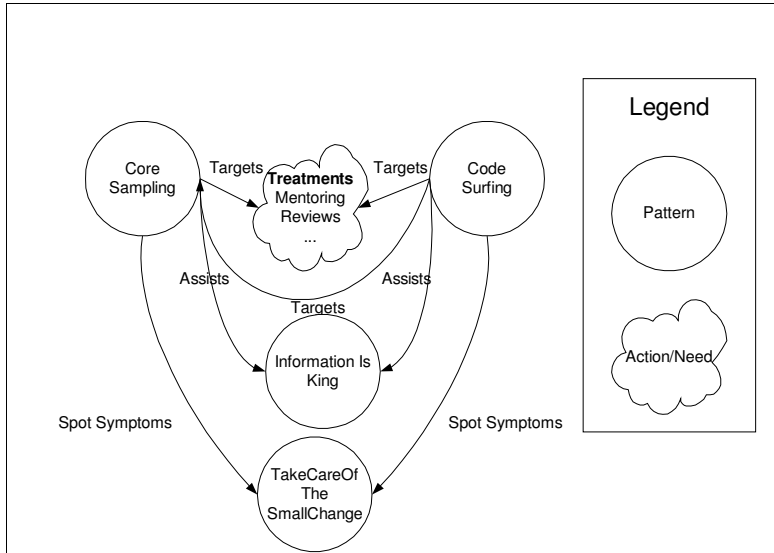 Legend
Core
Sampling
Targets
Treatments
Mentoring
Reviews
...
Targets
Code
Surfing
Pattern
Assists
Assists
Targets
Information Is
King
Action/Need
Spot Symptoms
Spot Symptoms
TakeCareOf
The
SmallChange